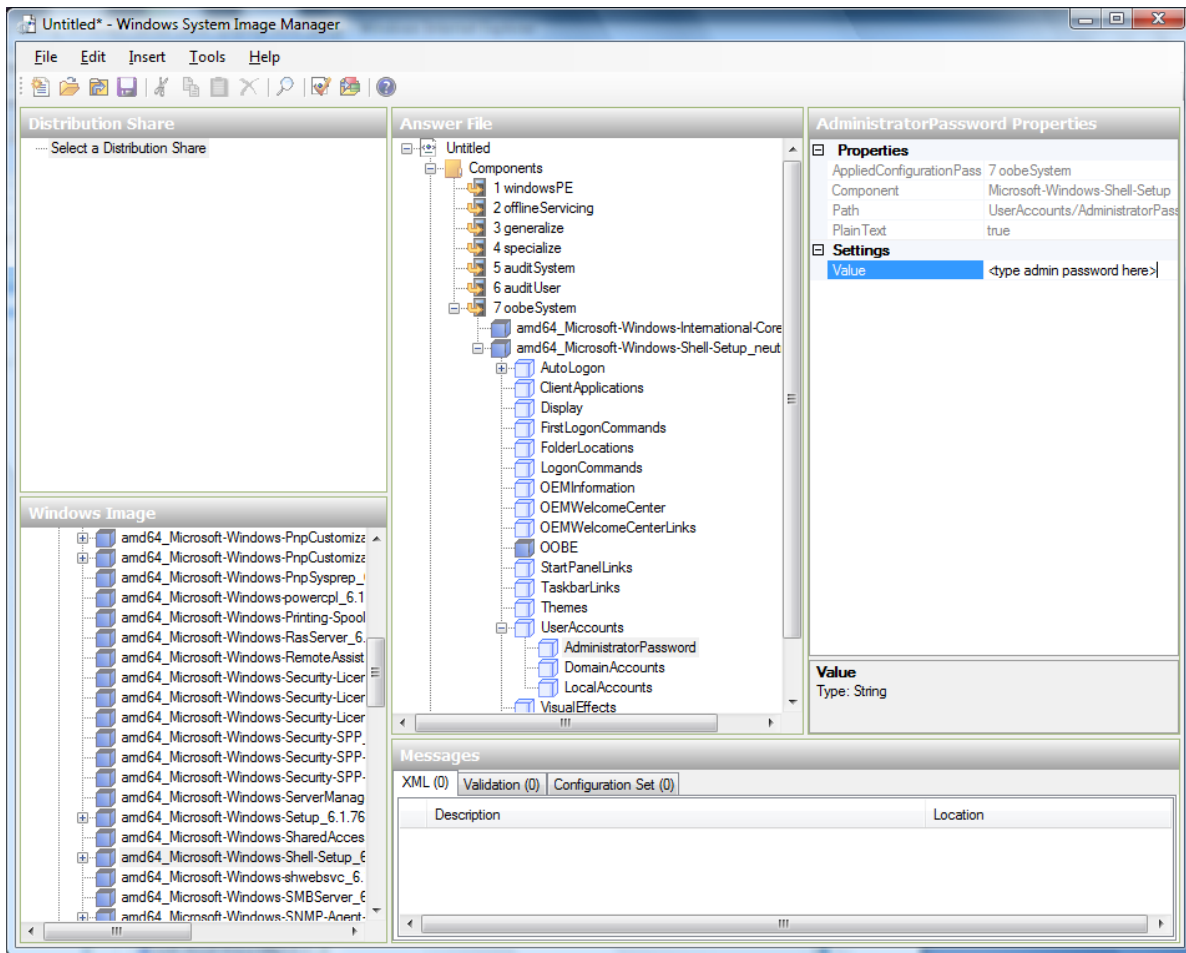 Untitled* - Windows System Image Manager
File Edit Insert Tools Help
Distribution Share
Select a Distribution Share
Windows Image
amd64_Microsoft-Windows-PnpCustomiza
amd64_Microsoft-Windows-PnpCustomiza
amd64_Microsoft-Windows-PnpSysprep_
amd64_Microsoft-Windows-powercpl_6.1
amd64_Microsoft-Windows-Printing-Spool
amd64_Microsoft-Windows-RasServer_6.
amd64_Microsoft-Windows-RemoteAssist
amd64_Microsoft-Windows-Security-Licer
amd64_Microsoft-Windows-Security-Licer
amd64_Microsoft-Windows-Security-Licer
amd64_Microsoft-Windows-Security-SPP_
amd64_Microsoft-Windows-Security-SPP-
amd64_Microsoft-Windows-Security-SPP-
amd64_Microsoft-Windows-ServerManag
amd64_Microsoft-Windows-Setup_6.1.76
amd64_Microsoft-Windows-SharedAcces
amd64_Microsoft-Windows-Shell-Setup_6
amd64_Microsoft-Windows-shwebsvc_6.
amd64_Microsoft-Windows-SMBServer_6
amd64_Microsoft-Windows-SNMP-Agent-
Answer File
Untitled
Components
1 windowsPE
2 offlineServicing
3 generalize
4 specialize
5 auditSystem
6 auditUser
7 oobeSystem
amd64_Microsoft-Windows-International-Core
amd64_Microsoft-Windows-Shell-Setup_neut
AutoLogon
ClientApplications
Display
FirstLogonCommands
FolderLocations
LogonCommands
OEMInformation
OEMWelcomeCenter
OEMWelcomeCenterLinks
OOBE
StartPanelLinks
TaskbarLinks
Themes
UserAccounts
AdministratorPassword
DomainAccounts
LocalAccounts
VisualEffects
AdministratorPassword Properties
Properties
AppliedConfigurationPass 7 oobeSystem
Component Microsoft-Windows-Shell-Setup
Path UserAccounts/AdministratorPass
PlainText true
Settings
Value <type admin password here>
Value
Type: String
Messages
XML (0) Validation (0) Configuration Set (0)
Description Location